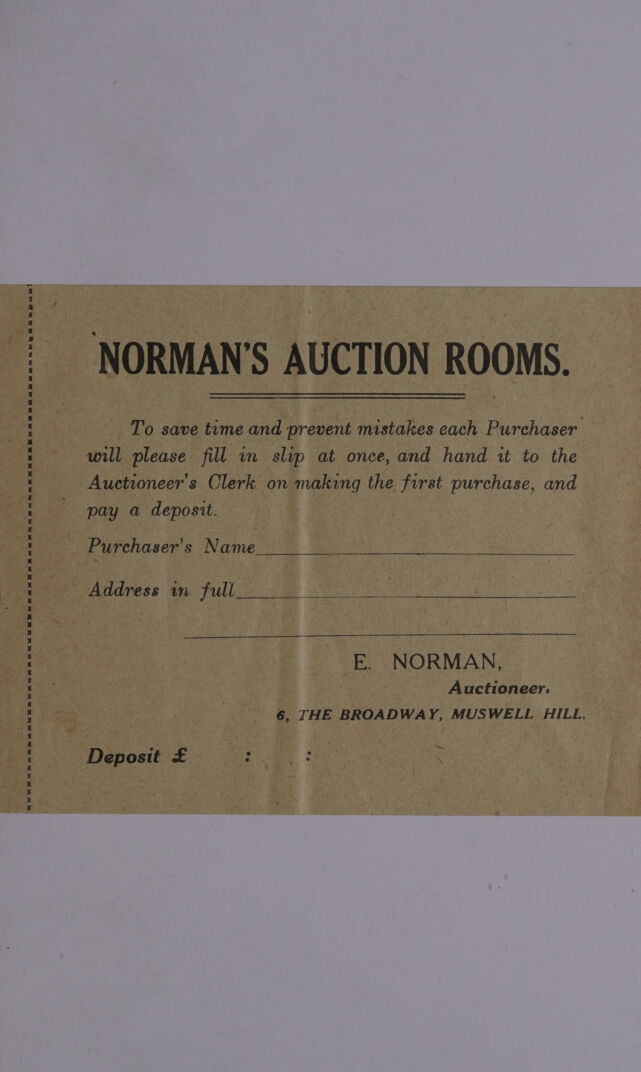 NORMAN'S AUCTION ROOMS.
To save time and prevent mistakes each Purchaser
will please fill in slip at once, and hand it to the
Auctioneer's Clerk on making the first purchase, and
pay a deposit.
Purchaser's Name
Address in full
E. NORMAN,
Auctioneer.
6, THE BROADWAY, MUSWELL HILL.
Deposit £ : :